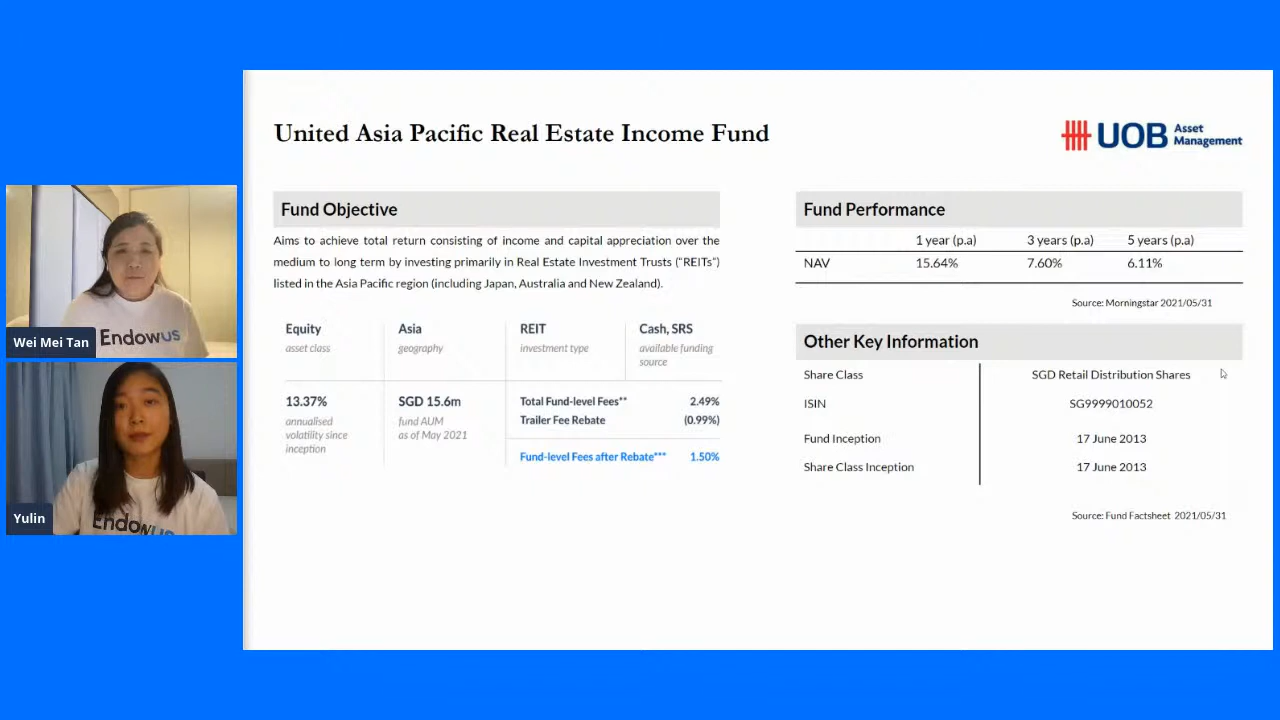 United Asia Pacific Real Estate Income Fund
UOB Asset Management
Fund Objective
Aims to achieve total return consisting of income and capital appreciation over the
medium to long term by investing primarily in Real Estate Investment Trusts ("REITs")
listed in the Asia Pacific region (including Japan, Australia and New Zealand).
Equity
asset class
Asia
geography
REIT
investment type
Cash, SRS
available funding
source
13.37%
annualised
volatility since
inception
SGD 15.6m
fund AUM
as of May 2021
Total Fund-level Fees** 2.49%
Trailer Fee Rebate (0.99%)
Fund-level Fees after Rebate*** 1.50%
Fund Performance
1 year (p.a) 3 years (p.a) 5 years (p.a)
NAV 15.64% 7.60% 6.11%
Source: Morningstar 2021/05/31
Other Key Information
Share Class SGD Retail Distribution Shares
ISIN SG9999010052
Fund Inception 17 June 2013
Share Class Inception 17 June 2013
Source: Fund Factsheet 2021/05/31
Endowus
Wei Mei Tan
Endowus
Yulin